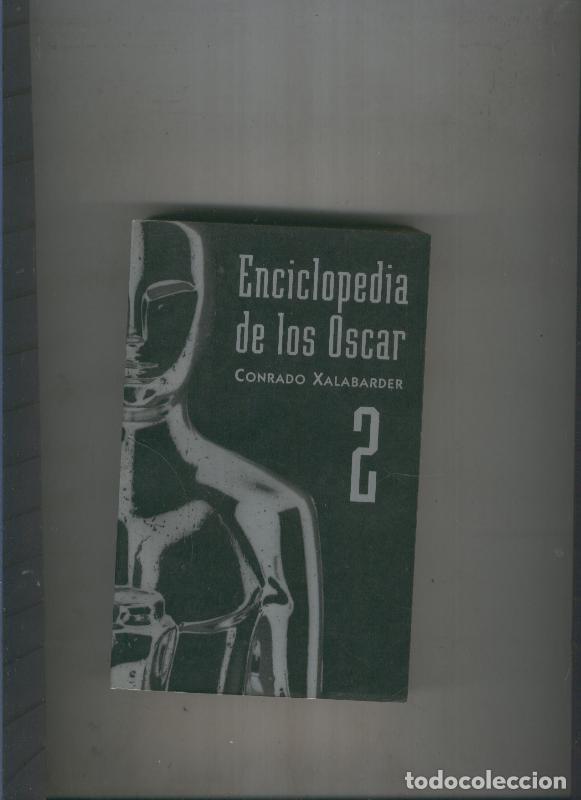 Enciclopedia
de los Oscar
CONRADO XALABARDER
2
todocoleccion